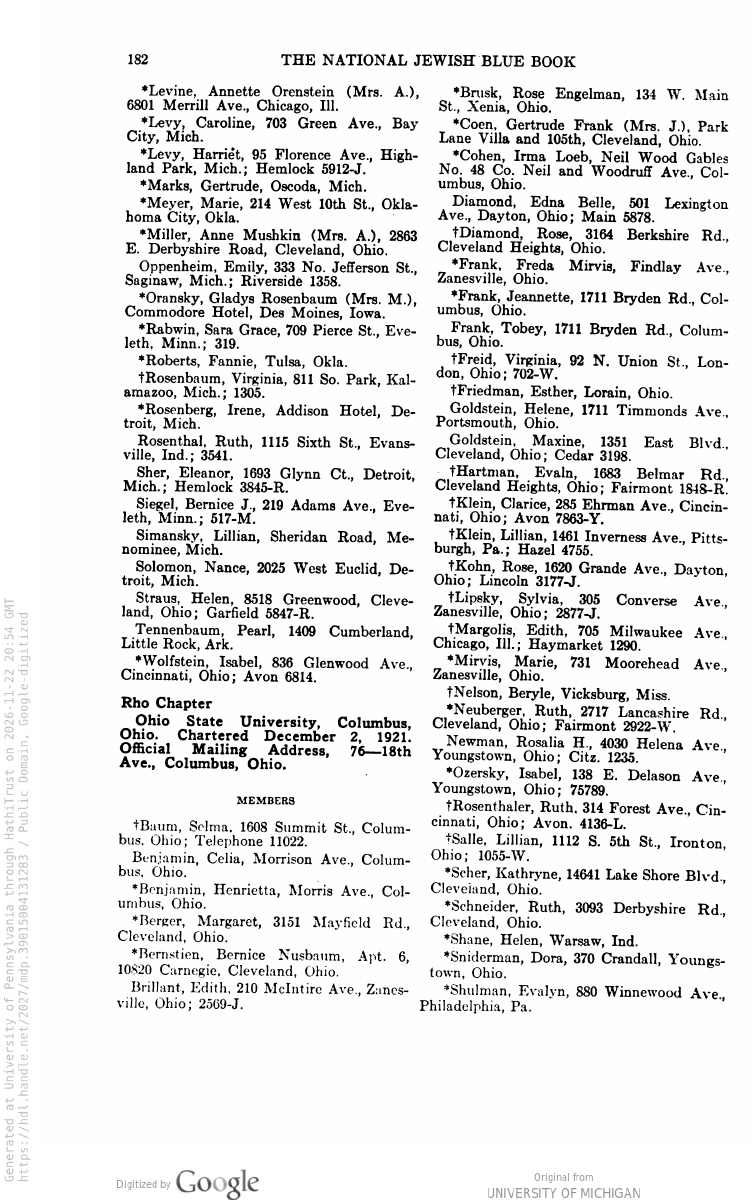 182
THE NATIONAL JEWISH BLUE BOOK
*Levine, Annette Orenstein (Mrs. A.),
6801 Merrill Ave., Chicago, Ill.
*Levy, Caroline, 703 Green Ave., Bay
City, Mich.
*Levy, Harriet, 95 Florence Ave., High-
land Park, Mich.; Hemlock 5912-J.
*Marks, Gertrude, Oscoda, Mich.
*Meyer, Marie, 214 West 10th St., Okla-
homa City, Okla.
*Miller, Anne Mushkin (Mrs. A.), 2863
E. Derbyshire Road, Cleveland, Ohio.
Oppenheim, Emily, 333 No. Jefferson St.,
Saginaw, Mich.; Riverside 1358.
*Oransky, Gladys Rosenbaum (Mrs. M.),
Commodore Hotel, Des Moines, Iowa.
*Rabwin, Sara Grace, 709 Pierce St., Eve-
leth, Minn.; 319.
*Roberts, Fannie, Tulsa, Okla.
†Rosenbaum, Virginia, 811 So. Park, Kal-
amazoo, Mich.; 1305.
*Rosenberg, Irene, Addison Hotel, De-
troit, Mich.
Rosenthal, Ruth, 1115 Sixth St., Evans-
ville, Ind.; 3541.
Sher, Eleanor, 1693 Glynn Ct., Detroit,
Mich.; Hemlock 3845-R.
Siegel, Bernice J., 219 Adams Ave., Eve-
leth, Minn.; 517-M.
Simansky, Lillian, Sheridan Road, Me-
nominee, Mich.
Solomon, Nance, 2025 West Euclid, De-
troit, Mich.
Straus, Helen, 8518 Greenwood, Cleve-
land, Ohio; Garfield 5847-R.
Tennenbaum, Pearl, 1409 Cumberland,
Little Rock, Ark.
*Wolfstein, Isabel, 836 Glenwood Ave.,
Cincinnati, Ohio; Avon 6814.
Rho Chapter
Ohio State University, Columbus,
Ohio. Chartered December 2, 1921.
Official Mailing Address, 76—18th
Ave., Columbus, Ohio.
MEMBERS
†Baum, Selma, 1608 Summit St., Colum-
bus, Ohio; Telephone 11022.
Benjamin, Celia, Morrison Ave., Colum-
bus, Ohio.
*Benjamin, Henrietta, Morris Ave., Col-
umbus, Ohio.
*Berger, Margaret, 3151 Mayfield Rd.,
Cleveland, Ohio.
*Bernstien, Bernice Nusbaum, Apt. 6,
10820 Carnegie, Cleveland, Ohio.
Brillant, Edith, 210 McIntire Ave., Zanes-
ville, Ohio; 2569-J.
*Brusk, Rose Engelman, 134 W. Main
St., Xenia, Ohio.
*Coen, Gertrude Frank (Mrs. J.), Park
Lane Villa and 105th, Cleveland, Ohio.
*Cohen, Irma Loeb, Neil Wood Gables
No. 48 Co. Neil and Woodruff Ave., Col-
umbus, Ohio.
Diamond, Edna Belle, 501 Lexington
Ave., Dayton, Ohio; Main 5878.
†Diamond, Rose, 3164 Berkshire Rd.,
Cleveland Heights, Ohio.
*Frank, Freda Mirvis, Findlay Ave.,
Zanesville, Ohio.
*Frank, Jeannette, 1711 Bryden Rd., Col-
umbus, Ohio.
Frank, Tobey, 1711 Bryden Rd., Colum-
bus, Ohio.
†Freid, Virginia, 92 N. Union St., Lon-
don, Ohio; 702-W.
†Friedman, Esther, Lorain, Ohio.
Goldstein, Helene, 1711 Timmonds Ave.,
Portsmouth, Ohio.
Goldstein, Maxine, 1351 East Blvd.,
Cleveland, Ohio; Cedar 3198.
†Hartman, Evaln, 1683 Belmar Rd.,
Cleveland Heights, Ohio; Fairmont 1848-R.
†Klein, Clarice, 285 Ehrman Ave., Cincin-
nati, Ohio; Avon 7863-Y.
†Klein, Lillian, 1461 Inverness Ave., Pitts-
burgh, Pa.; Hazel 4755.
†Kohn, Rose, 1620 Grande Ave., Dayton,
Ohio; Lincoln 3177-J.
†Lipsky, Sylvia, 305 Converse Ave.,
Zanesville, Ohio; 2877-J.
†Margolis, Edith, 705 Milwaukee Ave.,
Chicago, Ill.; Haymarket 1290.
*Mirvis, Marie, 731 Moorehead Ave.,
Zanesville, Ohio.
†Nelson, Beryle, Vicksburg, Miss.
*Neuberger, Ruth, 2717 Lancashire Rd.,
Cleveland, Ohio; Fairmont 2922-W.
Newman, Rosalia H., 4030 Helena Ave.,
Youngstown, Ohio; Citz. 1235.
*Ozersky, Isabel, 138 E. Delason Ave.,
Youngstown, Ohio; 75789.
†Rosenthaler, Ruth, 314 Forest Ave., Cin-
cinnati, Ohio; Avon. 4136-L.
†Salle, Lillian, 1112 S. 5th St., Ironton,
Ohio; 1055-W.
*Scher, Kathryne, 14641 Lake Shore Blvd.,
Cleveland, Ohio.
*Schneider, Ruth, 3093 Derbyshire Rd.,
Cleveland, Ohio.
*Shane, Helen, Warsaw, Ind.
*Sniderman, Dora, 370 Crandall, Youngs-
town, Ohio.
*Shulman, Evalyn, 880 Winnewood Ave.,
Philadelphia, Pa.
Generated at University of Pennsylvania through HathiTrust on 2026-11-22 20:54 GMT
https://hdl.handle.net/2027/mdp.39015004131283 / Public Domain, Google-digitized
Digitized by Google
Original from
UNIVERSITY OF MICHIGAN